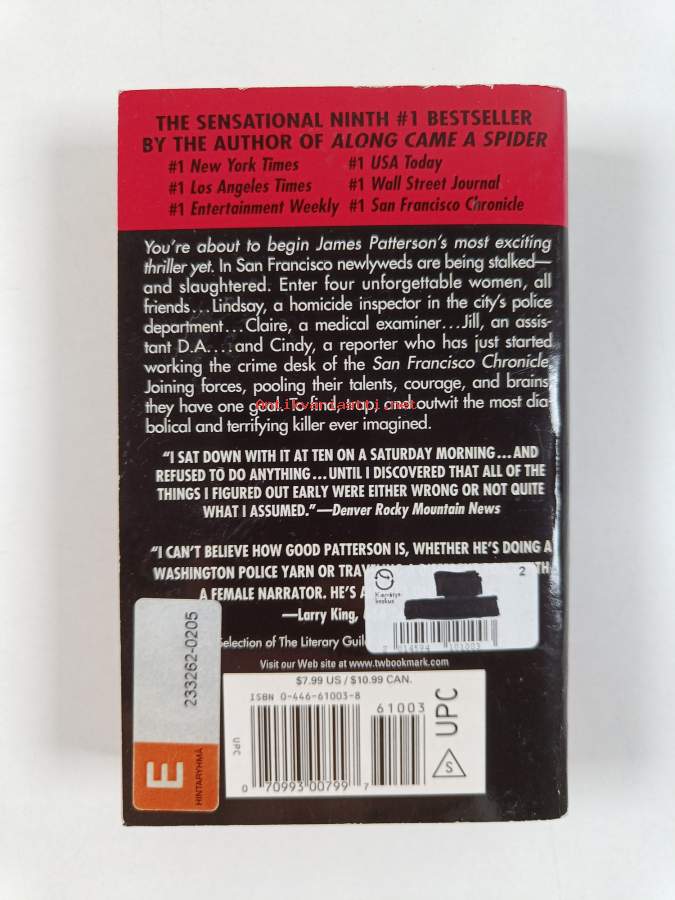 THE SENSATIONAL NINTH #1 BESTSELLER
BY THE AUTHOR OF ALONG CAME A SPIDER
#1 New York Times #1 USA Today
#1 Los Angeles Times #1 Wall Street Journal
#1 Entertainment Weekly #1 San Francisco Chronicle
You're about to begin James Patterson's most exciting
thriller yet. In San Francisco newlyweds are being stalked—
and slaughtered. Enter four unforgettable women, all
friends...Lindsay, a homicide inspector in the city's police
department...Claire, a medical examiner...Jill, an assis-
tant D.A....and Cindy, a reporter who has just started
working the crime desk of the San Francisco Chronicle.
Joining forces, pooling their talents, courage, and brains,
they have one goal. To find, trap, and outwit the most dia-
bolical and terrifying killer ever imagined.
"I SAT DOWN WITH IT AT TEN ON A SATURDAY MORNING...AND
REFUSED TO DO ANYTHING...UNTIL I DISCOVERED THAT ALL OF THE
THINGS I FIGURED OUT EARLY WERE EITHER WRONG OR NOT QUITE
WHAT I ASSUMED."—Denver Rocky Mountain News
"I CAN'T BELIEVE HOW GOOD PATTERSON IS, WHETHER HE'S DOING A
WASHINGTON POLICE YARN OR
A FEMALE NARRATOR. HE'S
—Larry King,
Selection of The Literary
Visit our Web site at www.twbookmark.com
$7.99 US / $10.99 CAN.
ISBN 0-446-61003-8
61003
UPC
UPC
S
0 70993 00799 7
2
Kierrätys-
keskus
233262-0205
E
HINTARYHMÄ